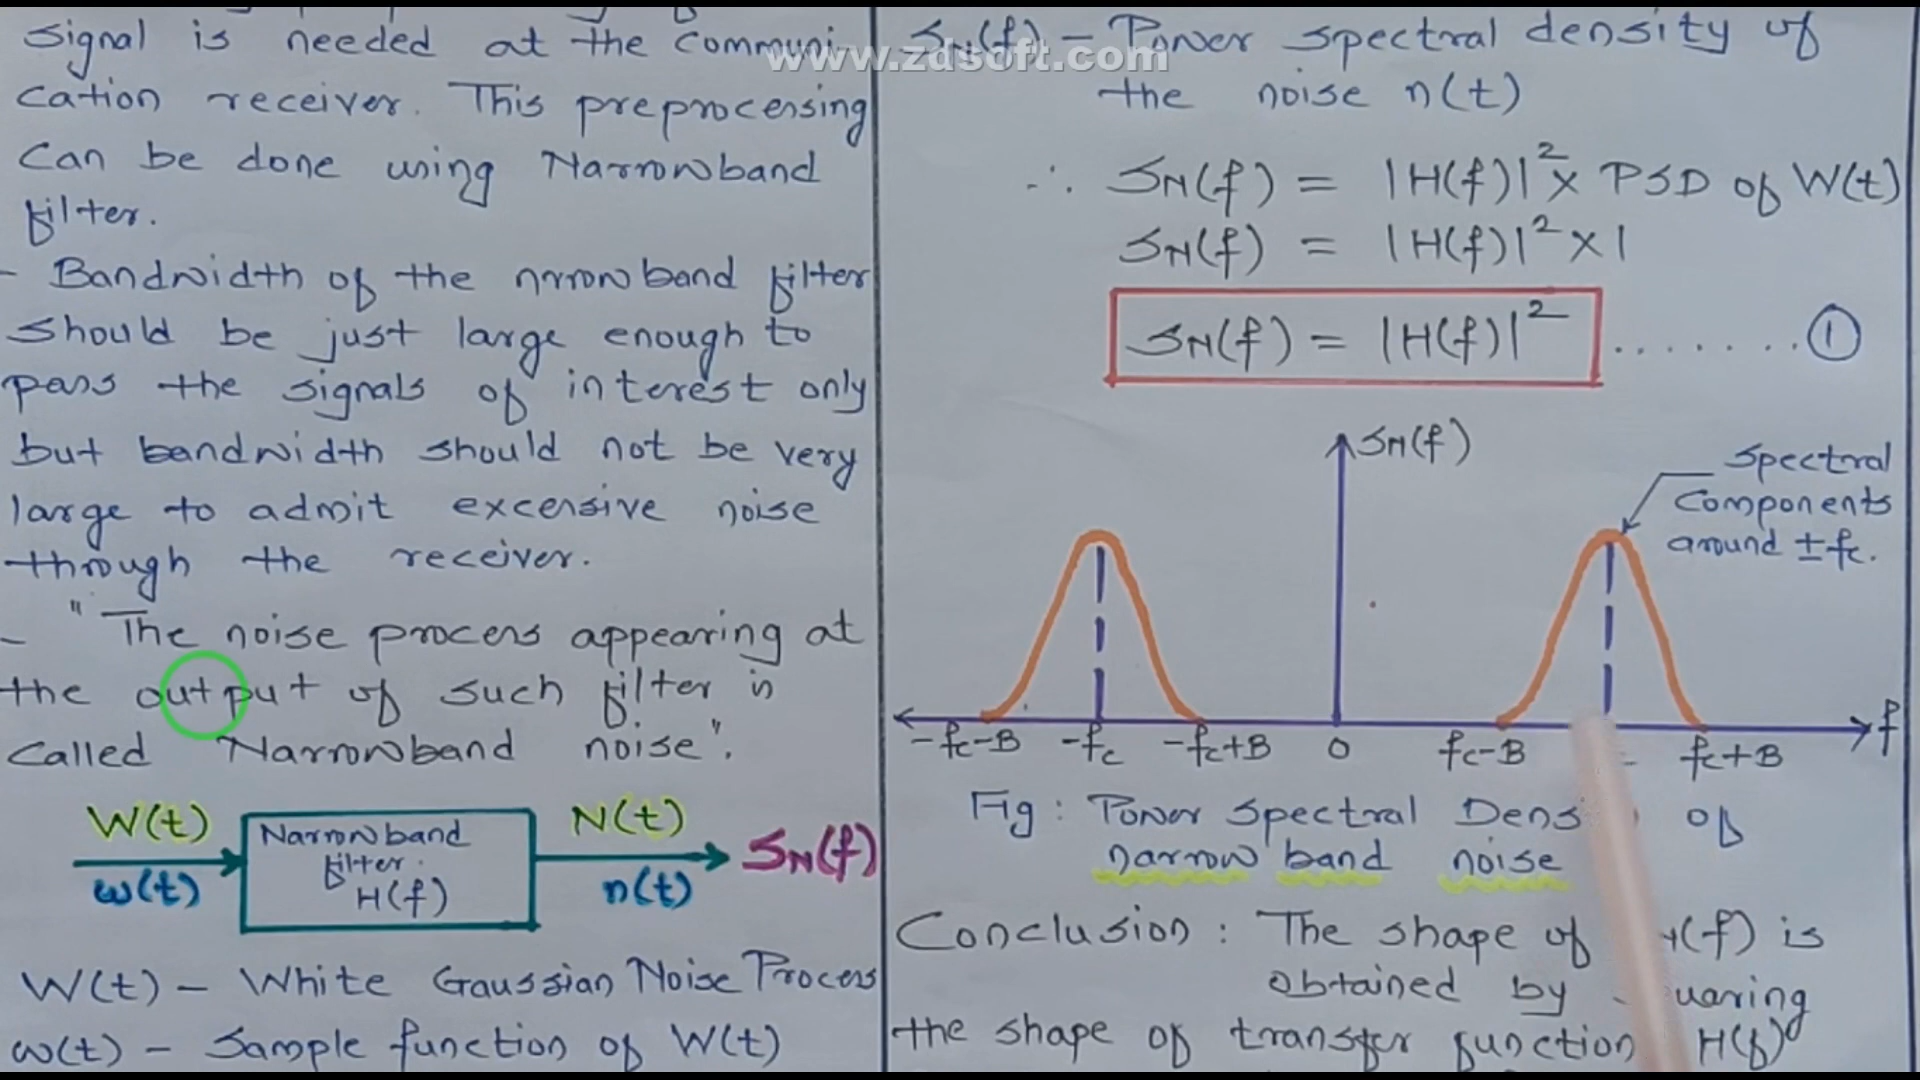 signal is needed at the communi
cation receiver. This preprocessing
can be done using Narrowband
filter.
- Bandwidth of the nrrowband filter
should be just large enough to
pass the signals of interest only
but bandwidth should not be very
large to admit excessive noise
through the receiver.
- "The noise process appearing at
the output of such filter is
called Narrowband noise".
W(t)
w(t)
Narrowband
filter.
H(f)
N(t)
n(t)
SN(f)
W(t) - White Gaussian Noise Process
w(t) - Sample function of W(t)
SN(f) - Power spectral density of
the noise n(t)
www.zdsoft.com
∴ SN(f) = |H(f)|² × PSD of W(t)
SN(f) = |H(f)|² × 1
SN(f) = |H(f)|² ........ ①
SN(f)
Spectral
Components
around ±fc.
-fc-B -fc -fc+B 0 fc-B fc+B f
Fig: Power Spectral Of
narrow band noise
Conclusion: The shape of is
obtained by
the shape of transfer function H(f)